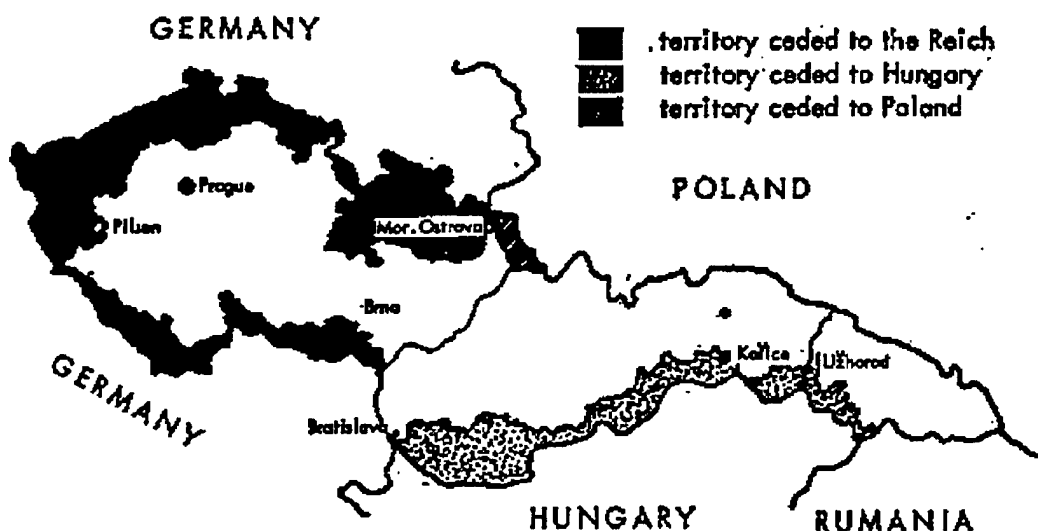 GERMANY
.territory ceded to the Reich
territory ceded to Hungary
territory ceded to Poland
POLAND
Prague
Pilsen
Mor. Ostrava
Brno
GERMANY
Košice
Užhorod
Bratislava
HUNGARY
RUMANIA